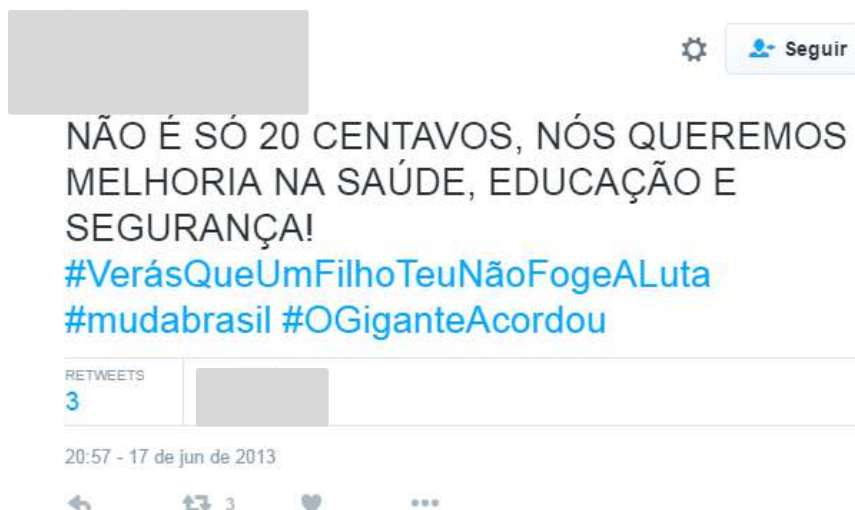 Seguir
NÃO É SÓ 20 CENTAVOS, NÓS QUEREMOS
MELHORIA NA SAÚDE, EDUCAÇÃO E
SEGURANÇA!
#VerásQueUmFilhoTeuNãoFogeALuta
#mudabrasil #OGiganteAcordou
RETWEETS
3
20:57 - 17 de jun de 2013
3